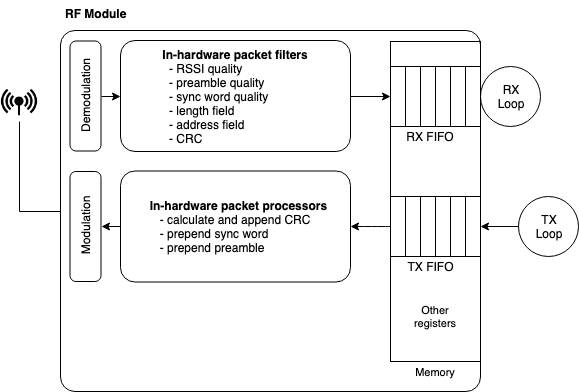 RF Module
Demodulation
In-hardware packet filters
- RSSI quality
- preamble quality
- sync word quality
- length field
- address field
- CRC
RX FIFO
RX
Loop
Modulation
In-hardware packet processors
- calculate and append CRC
- prepend sync word
- prepend preamble
TX FIFO
TX
Loop
Other
registers
Memory